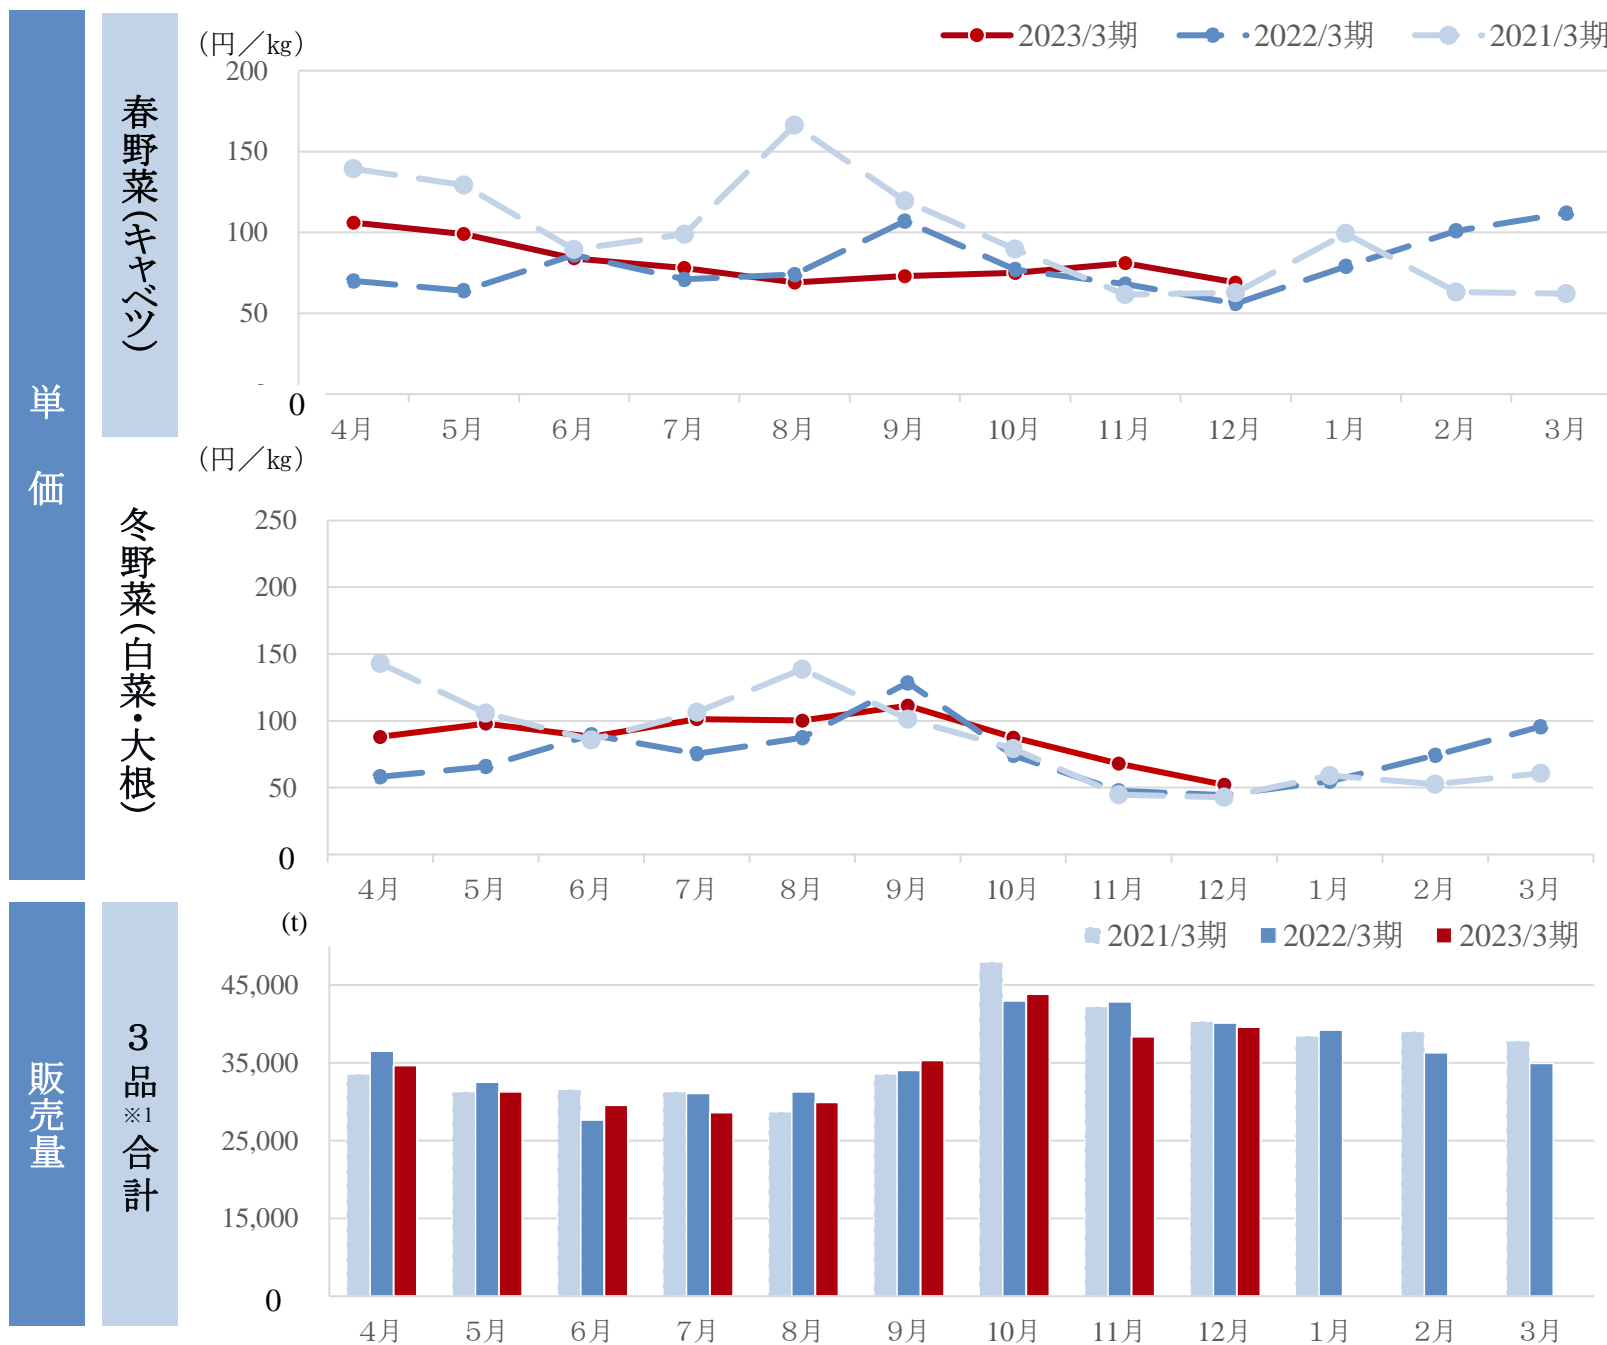 単価
春野菜(キャベツ)
(円／kg)
2023/3期 2022/3期 2021/3期
200
150
100
50
-
0
4月 5月 6月 7月 8月 9月 10月 11月 12月 1月 2月 3月
冬野菜(白菜・大根)
(円／kg)
250
200
150
100
50
0
4月 5月 6月 7月 8月 9月 10月 11月 12月 1月 2月 3月
販売量
3品※1合計
(t)
2021/3期 2022/3期 2023/3期
45,000
35,000
25,000
15,000
0
4月 5月 6月 7月 8月 9月 10月 11月 12月 1月 2月 3月